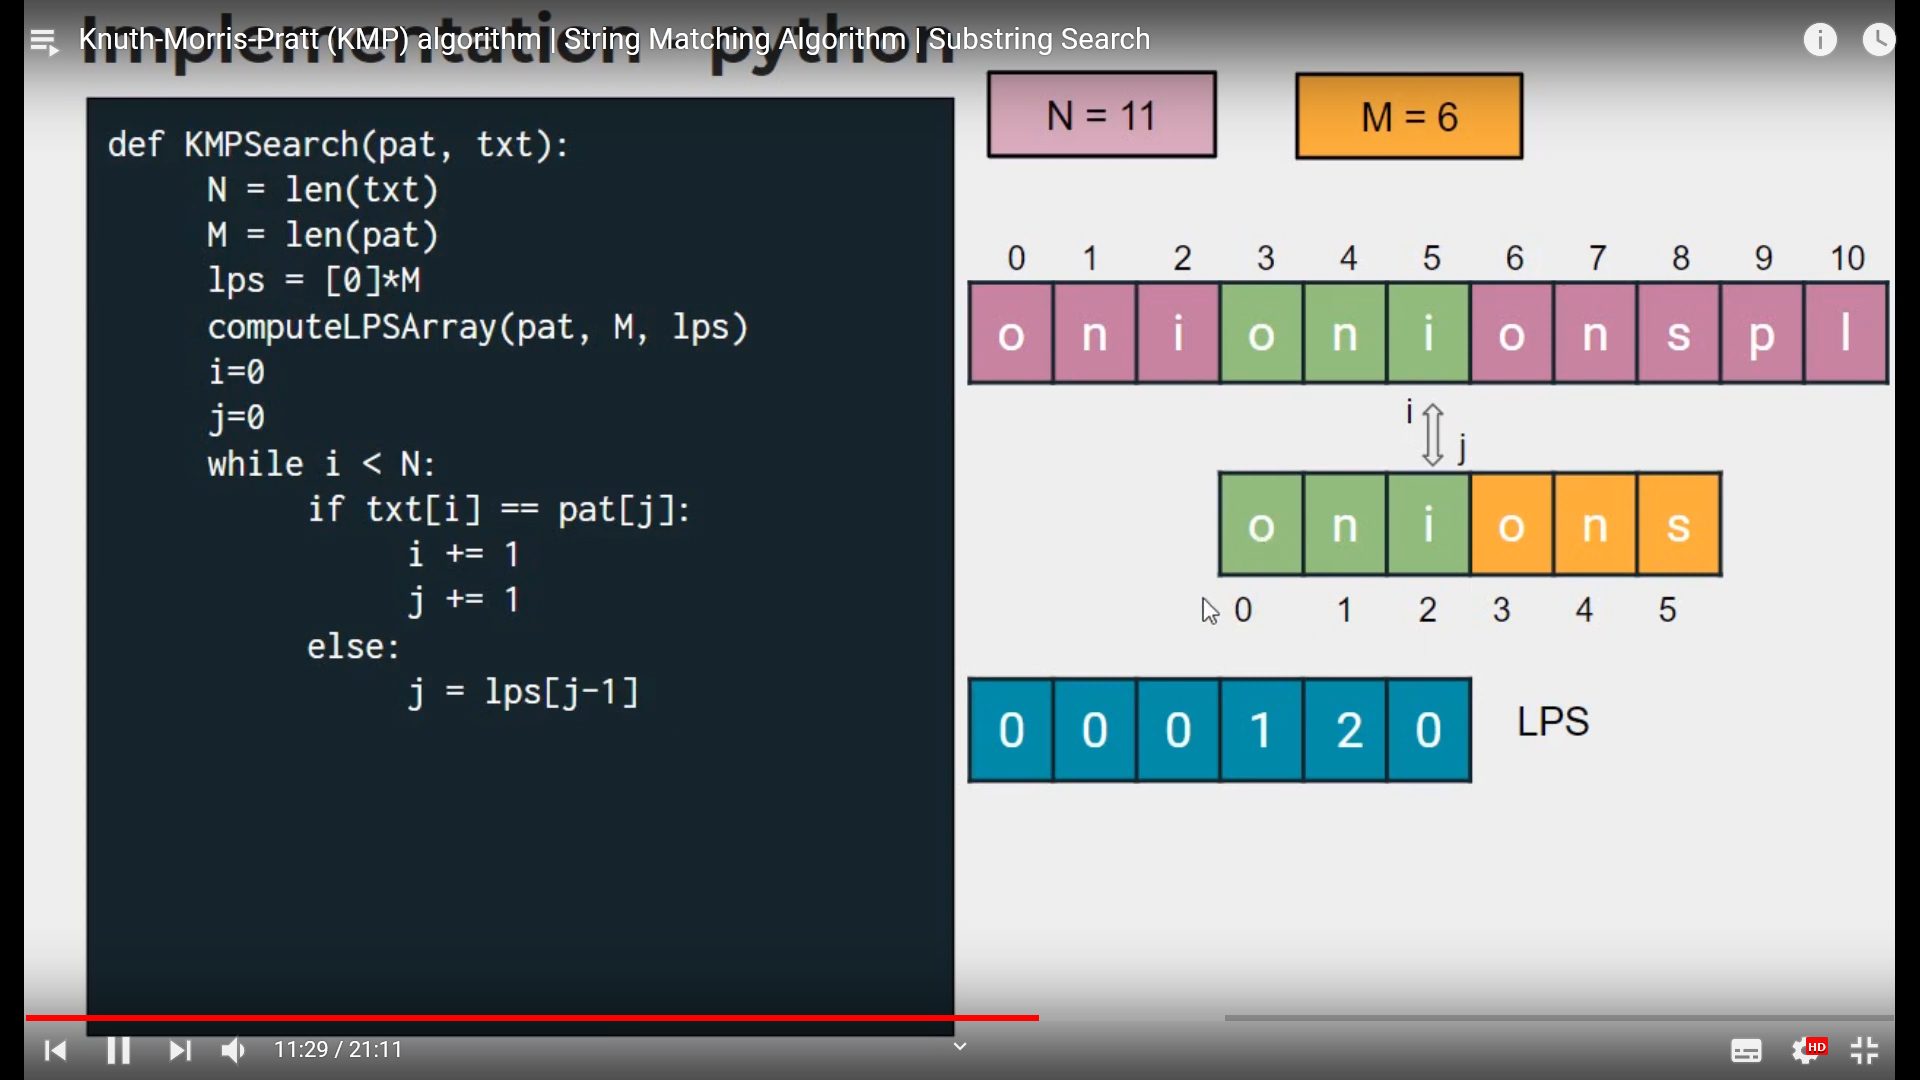 Implementation - python
Knuth-Morris-Pratt (KMP) algorithm | String Matching Algorithm | Substring Search
def KMPSearch(pat, txt):
N = len(txt)
M = len(pat)
lps = [0]*M
computeLPSArray(pat, M, lps)
i=0
j=0
while i < N:
if txt[i] == pat[j]:
i += 1
j += 1
else:
j = lps[j-1]
N = 11
M = 6
0 1 2 3 4 5 6 7 8 9 10
o n i o n i o n s p l
i
j
o n i o n s
0 1 2 3 4 5
0 0 0 1 2 0
LPS
11:29 / 21:11
HD